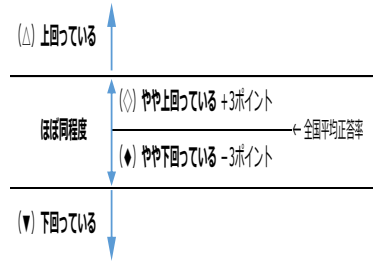 (△) 上回っている
(◇) やや上回っている +3ポイント
ほぼ同程度
← 全国平均正答率
(♦) やや下回っている −3ポイント
(▼) 下回っている